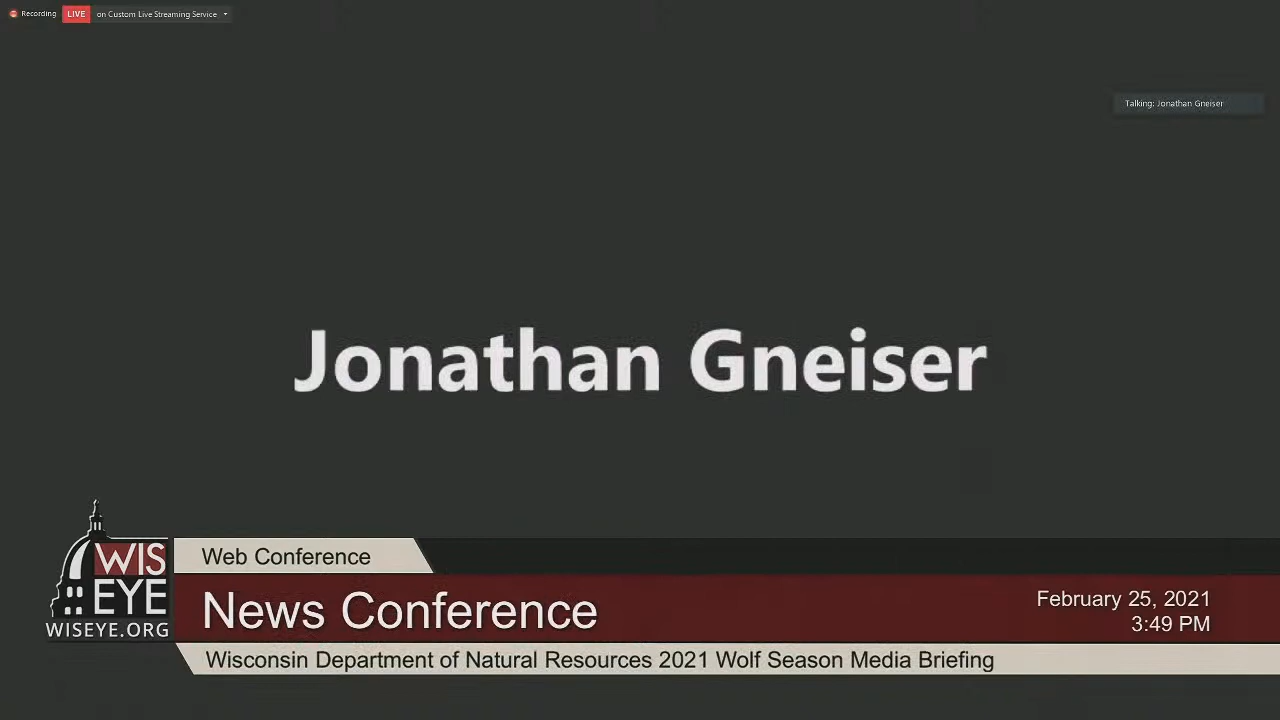 Recording LIVE on Custom Live Streaming Service
Talking: Jonathan Gneiser
Jonathan Gneiser
WIS
EYE
WISEYE.ORG
Web Conference
News Conference
February 25, 2021
3:49 PM
Wisconsin Department of Natural Resources 2021 Wolf Season Media Briefing